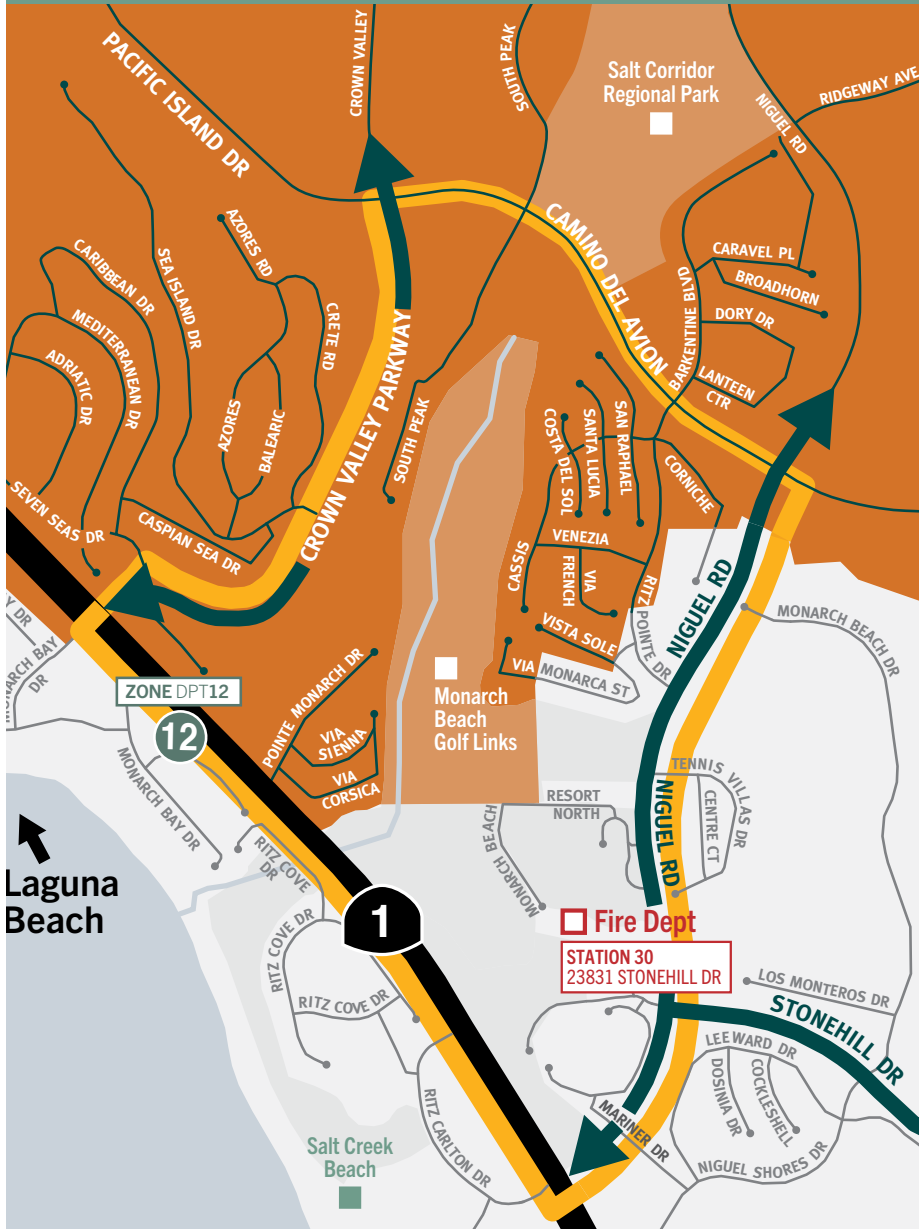 PACIFIC ISLAND DR
CROWN VALLEY
SOUTH PEAK
Salt Corridor
Regional Park
NIGUEL RD
RIDGEWAY AVE
AZORES RD
CARIBBEAN DR
SEA ISLAND DR
MEDITERRANEAN DR
CRETE RD
ADRIATIC DR
CAMINO DEL AVION
CARAVEL PL
BROADHORN
BARKENTINE BLVD
DORY DR
LANTEEN
CTR
CROWN VALLEY PARKWAY
AZORES
BALEARIC
SOUTH PEAK
SAN RAPHAEL
SANTA LUCIA
COSTA DEL SOL
CORNICHE
SEVEN SEAS DR
CASPIAN SEA DR
VENEZIA
CASSIS
VIA
FRENCH
RITZ
POINTE DR
NIGUEL RD
MONARCH BEACH DR
VISTA SOLE
VIA MONARCA ST
Y DR
MONARCH BAY
DR
ZONE DPT12
12
POINTE MONARCH DR
VIA
SIENNA
VIA
CORSICA
Monarch
Beach
Golf Links
MONARCH BAY DR
RITZ COVE
DR
RESORT
NORTH
MONARCH BEACH
TENNIS VILLAS DR
CENTRE CT
NIGUEL RD
Laguna
Beach
1
Fire Dept
STATION 30
23831 STONEHILL DR
RITZ COVE DR
RITZ COVE DR
LOS MONTEROS DR
STONEHILL DR
LEEWARD DR
DOSINIA DR
COCKLESHELL
RITZ CARLTON DR
MARINER DR
NIGUEL SHORES DR
Salt Creek
Beach